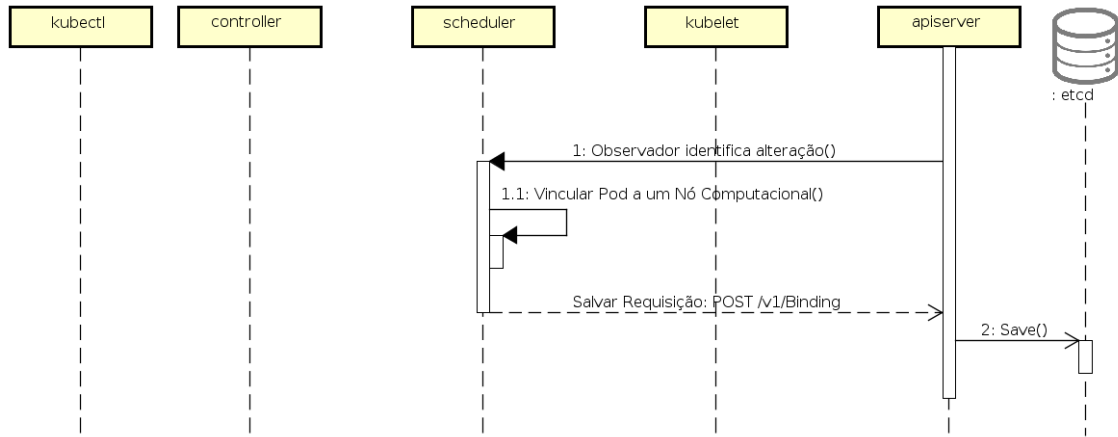 kubectl
controller
scheduler
kubelet
apiserver
: etcd
1: Observador identifica alteração()
1.1: Vincular Pod a um Nó Computacional()
Salvar Requisição: POST /v1/Binding
2: Save()